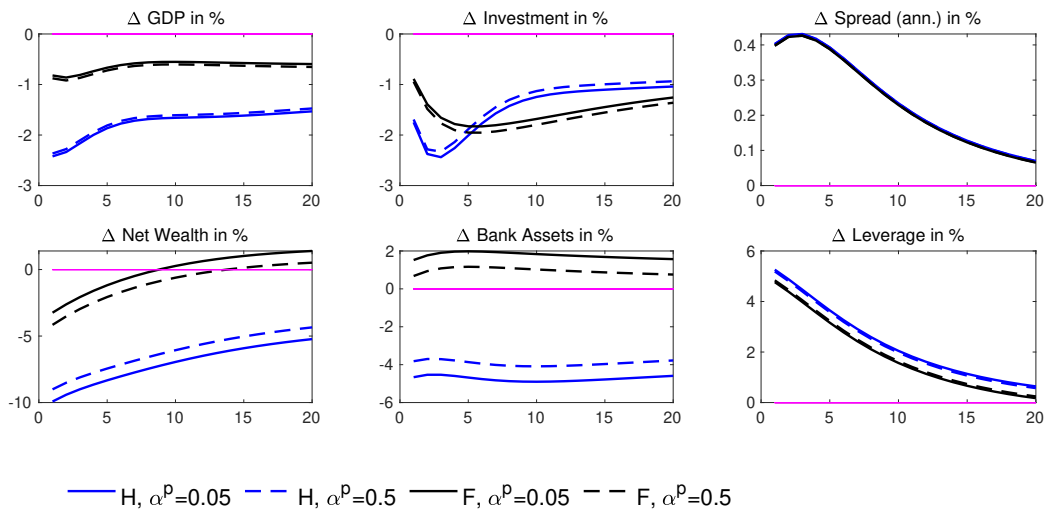 Δ GDP in %
Δ Investment in %
Δ Spread (ann.) in %
0
-1
-2
-3
0 5 10 15 20
0
-1
-2
-3
0 5 10 15 20
0.4
0.3
0.2
0.1
0
0 5 10 15 20
Δ Net Wealth in %
Δ Bank Assets in %
Δ Leverage in %
0
-5
-10
0 5 10 15 20
2
0
-2
-4
-6
0 5 10 15 20
6
4
2
0
0 5 10 15 20
H, α^p=0.05 H, α^p=0.5 F, α^p=0.05 F, α^p=0.5